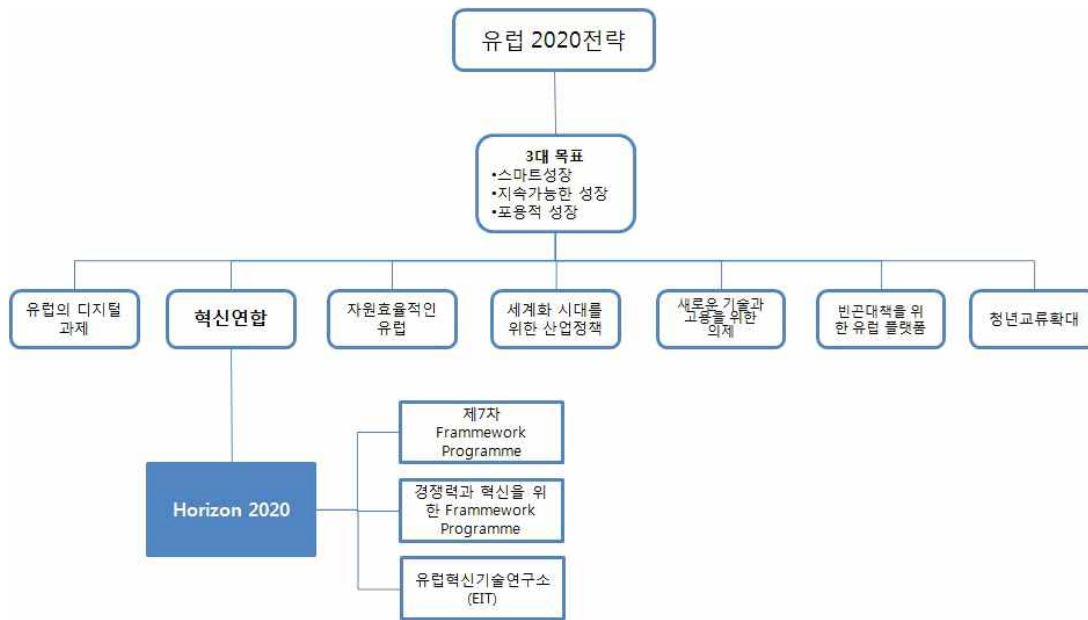 유럽 2020전략
3대 목표
•스마트성장
•지속가능한 성장
•포용적 성장
유럽의 디지털
과제
혁신연합
자원효율적인
유럽
세계화 시대를
위한 산업정책
새로운 기술과
고용을 위한
의제
빈곤대책을 위
한 유럽 플랫폼
청년교류확대
Horizon 2020
제7차
Frammework
Programme
경쟁력과 혁신을 위
한 Frammework
Programme
유럽혁신기술연구소
(EIT)